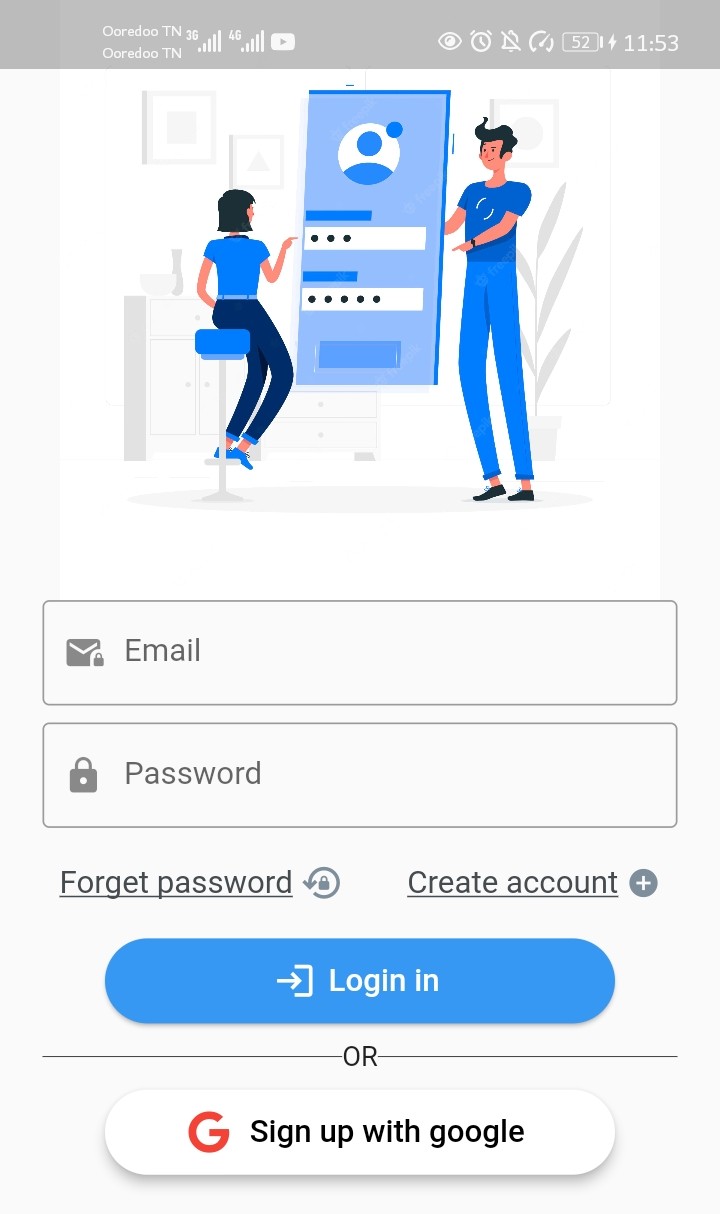 Ooredoo TN 3G 4G 52 11:53
Ooredoo TN
Email
Password
Forget password Create account
Login in
OR
G Sign up with google